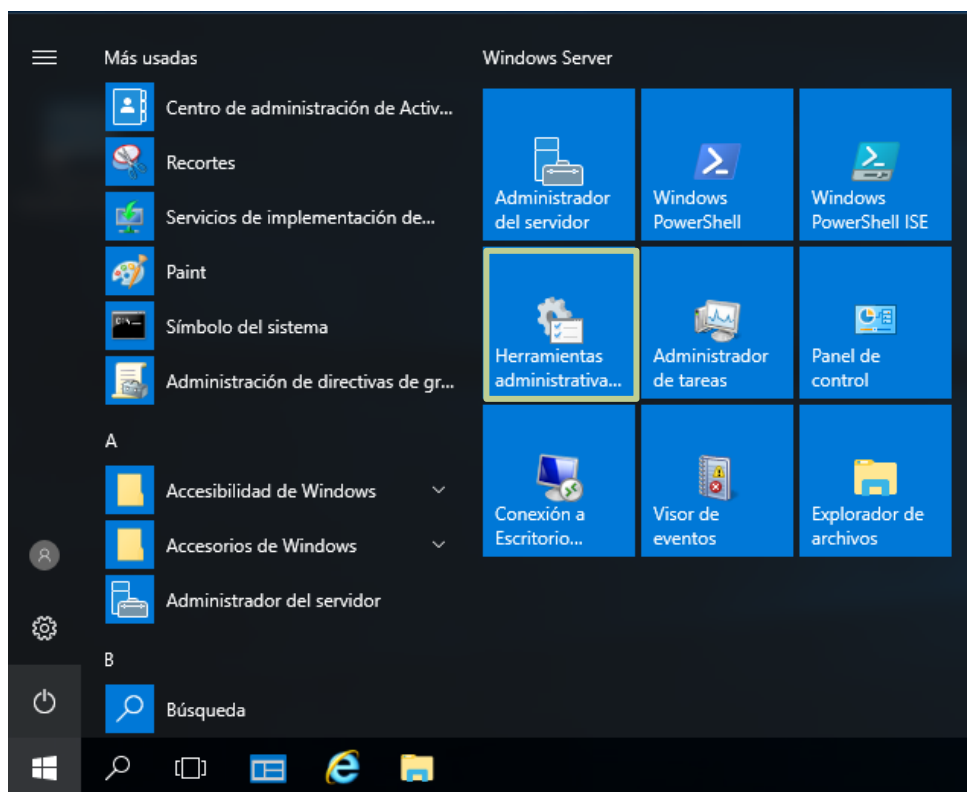 Más usadas
Centro de administración de Activ...
Recortes
Servicios de implementación de...
Paint
Símbolo del sistema
Administración de directivas de gr...
A
Accesibilidad de Windows
Accesorios de Windows
Administrador del servidor
B
Búsqueda
Windows Server
Administrador
del servidor
Windows
PowerShell
Windows
PowerShell ISE
Herramientas
administrativa...
Administrador
de tareas
Panel de
control
Conexión a
Escritorio...
Visor de
eventos
Explorador de
archivos